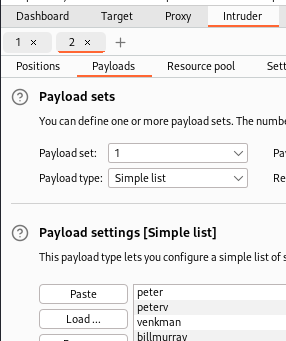 Dashboard Target Proxy Intruder
1 × 2 × +
Positions Payloads Resource pool Sett
? Payload sets
You can define one or more payload sets. The numbe
Payload set: 1 Pa
Payload type: Simple list Re
? Payload settings [Simple list]
This payload type lets you configure a simple list of s
Paste peter
peterv
Load ... venkman
billmurray